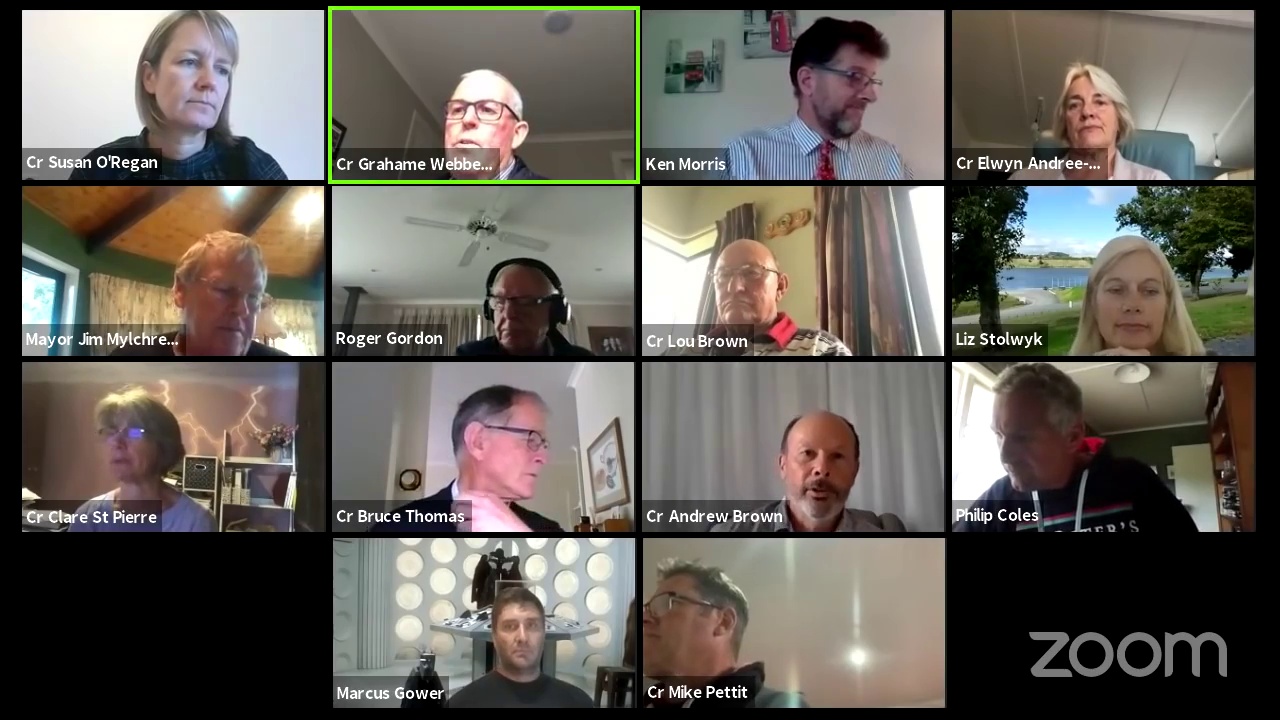 Cr Susan O'Regan
Cr Grahame Webbe...
Ken Morris
Cr Elwyn Andree-...
Mayor Jim Mylchre...
Roger Gordon
Cr Lou Brown
Liz Stolwyk
Cr Clare St Pierre
Cr Bruce Thomas
Cr Andrew Brown
Philip Coles
Marcus Gower
Cr Mike Pettit
zoom